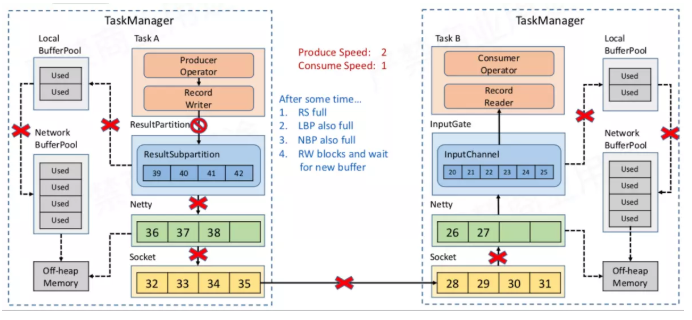 TaskManager
Local
BufferPool
Used
Used
Network
BufferPool
Used
Used
Used
Used
Off-heap
Memory
Task A
Producer
Operator
Record
Writer
ResultPartition
ResultSubpartition
39 40 41 42
Netty
36 37 38
Socket
32 33 34 35
Produce Speed: 2
Consume Speed: 1
After some time...
1. RS full
2. LBP also full
3. NBP also full
4. RW blocks and wait
for new buffer
TaskManager
Task B
Consumer
Operator
Record
Reader
InputGate
InputChannel
20 21 22 23 24 25
Netty
26 27
Socket
28 29 30 31
Local
BufferPool
Used
Used
Network
BufferPool
Used
Used
Used
Used
Off-heap
Memory